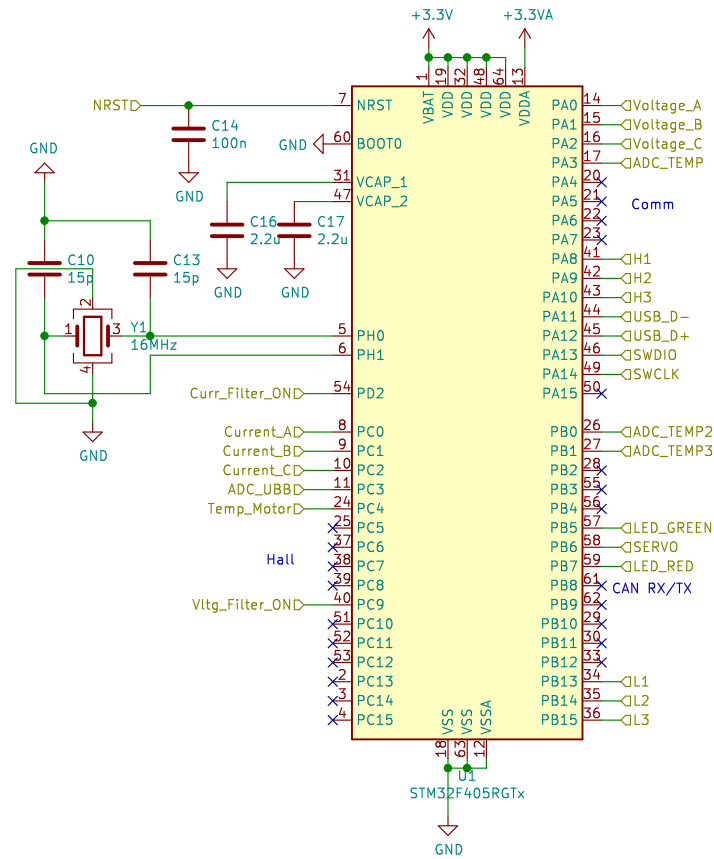 +3.3V
+3.3VA
1
VBAT
19
VDD
32
VDD
48
VDD
64
VDD
13
VDDA
NRST
7
NRST
C14
100n
GND
GND
60
BOOT0
31
VCAP_1
47
VCAP_2
C16
2.2u
GND
C17
2.2u
GND
GND
C10
15p
C13
15p
2
1
3
4
Y1
16MHz
GND
5
PH0
6
PH1
Curr_Filter_ON
54
PD2
Current_A
8
PC0
Current_B
9
PC1
Current_C
10
PC2
ADC_UBB
11
PC3
Temp_Motor
24
PC4
25
PC5
37
PC6
Hall
38
PC7
39
PC8
Vltg_Filter_ON
40
PC9
51
PC10
52
PC11
53
PC12
2
PC13
3
PC14
4
PC15
PA0
14
Voltage_A
PA1
15
Voltage_B
PA2
16
Voltage_C
PA3
17
ADC_TEMP
PA4
20
PA5
21
Comm
PA6
22
PA7
23
PA8
41
H1
PA9
42
H2
PA10
43
H3
PA11
44
USB_D-
PA12
45
USB_D+
PA13
46
SWDIO
PA14
49
SWCLK
PA15
50
PB0
26
ADC_TEMP2
PB1
27
ADC_TEMP3
PB2
28
PB3
55
PB4
56
PB5
57
LED_GREEN
PB6
58
SERVO
PB7
59
LED_RED
PB8
61
CAN RX/TX
PB9
62
PB10
29
PB11
30
PB12
33
PB13
34
L1
PB14
35
L2
PB15
36
L3
VSS
18
VSS
63
VSSA
12
U1
STM32F405RGTx
GND